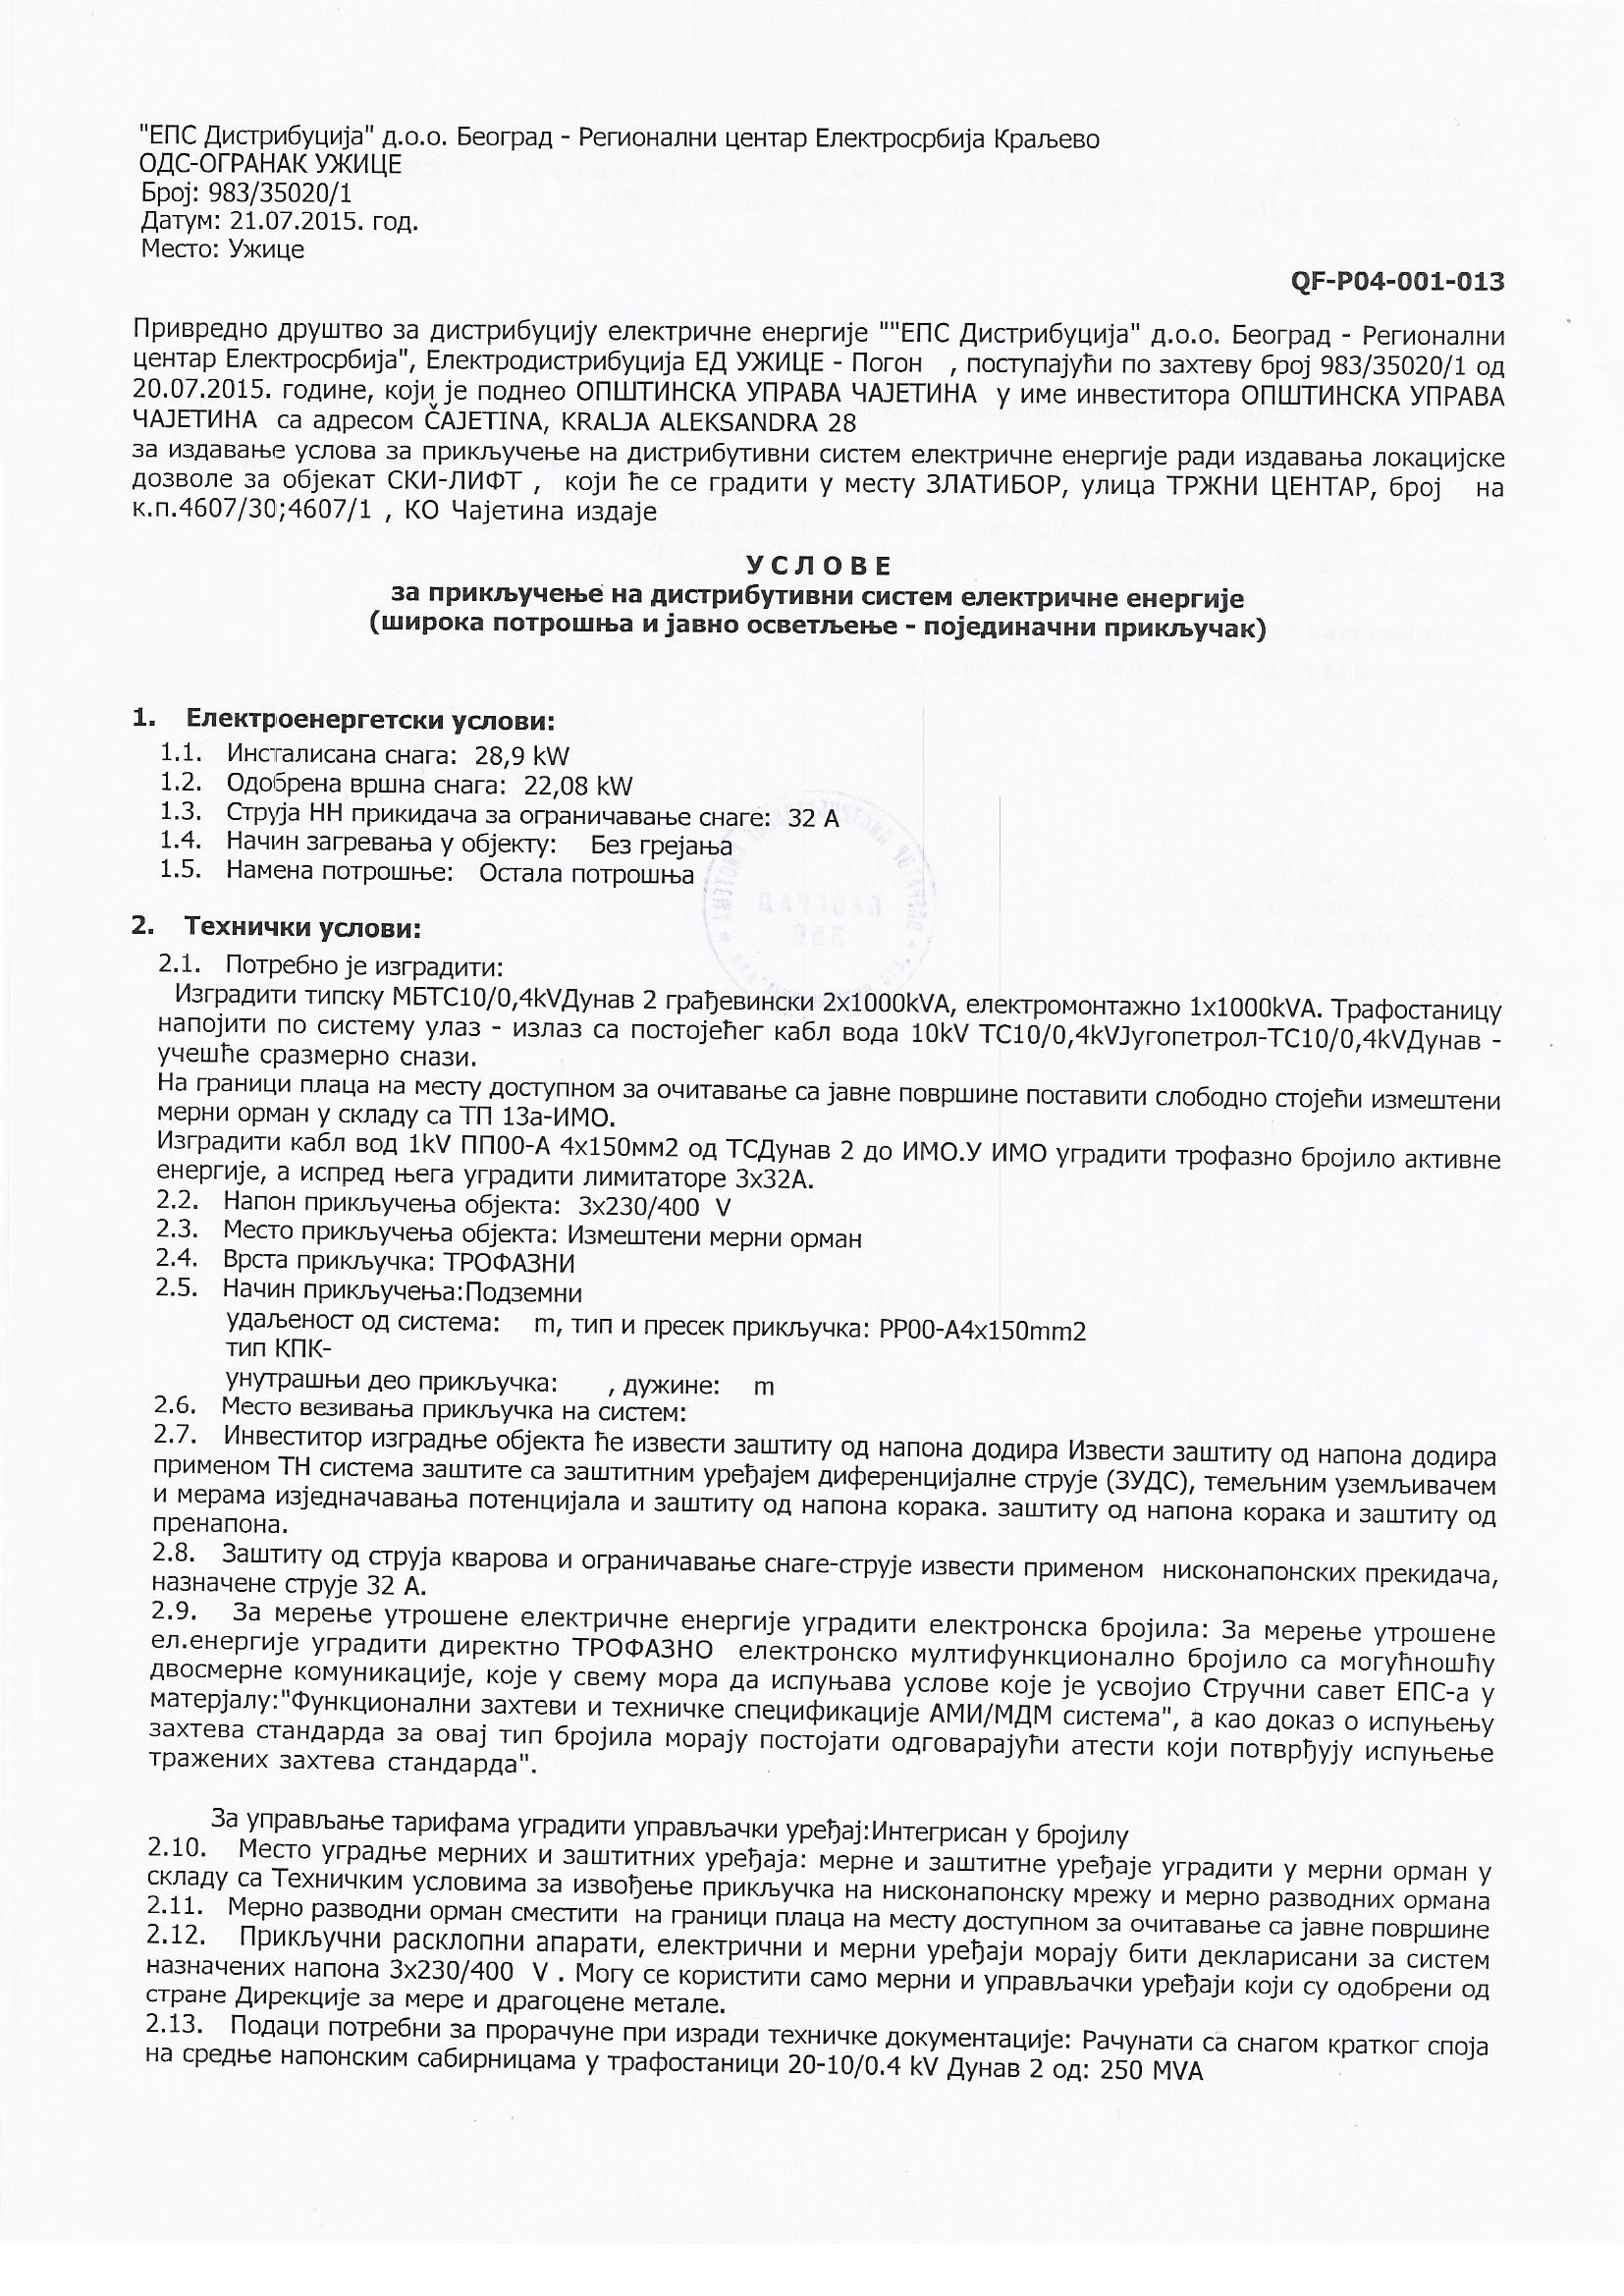 "ЕПС Дистрибуција" д.о.о. Београд - Регионални центар Електросрбија Краљево
ОДС-ОГРАНАК УЖИЦЕ
Број: 983/35020/1
Датум: 21.07.2015. год.
Место: Ужице
QF-P04-001-013
Привредно друштво за дистрибуцију електричне енергије ""ЕПС Дистрибуција" д.о.о. Београд - Регионални
центар Електросрбија", Електродистрибуција ЕД УЖИЦЕ - Погон , поступајући по захтеву број 983/35020/1 од
20.07.2015. године, који је поднео ОПШТИНСКА УПРАВА ЧАЈЕТИНА у име инвеститора ОПШТИНСКА УПРАВА
ЧАЈЕТИНА са адресом ČAJETINA, KRALJA ALEKSANDRA 28
за издавање услова за прикључење на дистрибутивни систем електричне енергије ради издавања локацијске
дозволе за објекат СКИ-ЛИФТ , који ће се градити у месту ЗЛАТИБОР, улица ТРЖНИ ЦЕНТАР, број на
к.п.4607/30;4607/1 , КО Чајетина издаје
У С Л О В Е
за прикључење на дистрибутивни систем електричне енергије
(широка потрошња и јавно осветљење - појединачни прикључак)
1. Електроенергетски услови:
1.1. Инсталисана снага: 28,9 kW
1.2. Одобрена вршна снага: 22,08 kW
1.3. Струја НН прикидача за ограничавање снаге: 32 А
1.4. Начин загревања у објекту: Без грејања
1.5. Намена потрошње: Остала потрошња
2. Технички услови:
2.1. Потребно је изградити:
Изградити типску МБТС10/0,4kVДунав 2 грађевински 2x1000kVA, електромонтажно 1x1000kVA. Трафостаницу
напојити по систему улаз - излаз са постојећег кабл вода 10kV ТС10/0,4kVЈугопетрол-ТС10/0,4kVДунав -
учешће сразмерно снази.
На граници плаца на месту доступном за очитавање са јавне површине поставити слободно стојећи измештени
мерни орман у складу са ТП 13а-ИМО.
Изградити кабл вод 1kV ПП00-А 4x150мм2 од ТСДунав 2 до ИМО.У ИМО уградити трофазно бројило активне
енергије, а испред њега уградити лимитаторе 3x32А.
2.2. Напон прикључења објекта: 3x230/400 V
2.3. Место прикључења објекта: Измештени мерни орман
2.4. Врста прикључка: ТРОФАЗНИ
2.5. Начин прикључења:Подземни
удаљеност од система: m, тип и пресек прикључка: PP00-A4x150mm2
тип КПК-
унутрашњи део прикључка: , дужине: m
2.6. Место везивања прикључка на систем:
2.7. Инвеститор изградње објекта ће извести заштиту од напона додира Извести заштиту од напона додира
применом ТН система заштите са заштитним уређајем диференцијалне струје (ЗУДС), темељним уземљивачем
и мерама изједначавања потенцијала и заштиту од напона корака. заштиту од напона корака и заштиту од
пренапона.
2.8. Заштиту од струја кварова и ограничавање снаге-струје извести применом нисконапонских прекидача,
назначене струје 32 А.
2.9. За мерење утрошене електричне енергије уградити електронска бројила: За мерење утрошене
ел.енергије уградити директно ТРОФАЗНО електронско мултифункционално бројило са могућношћу
двосмерне комуникације, које у свему мора да испуњава услове које је усвојио Стручни савет ЕПС-а у
матерјалу:"Функционални захтеви и техничке спецификације АМИ/МДМ система", а као доказ о испуњењу
захтева стандарда за овај тип бројила морају постојати одговарајући атести који потврђују испуњење
тражених захтева стандарда".
За управљање тарифама уградити управљачки уређај:Интегрисан у бројилу
2.10. Место уградње мерних и заштитних уређаја: мерне и заштитне уређаје уградити у мерни орман у
складу са Техничким условима за извођење прикључка на нисконапонску мрежу и мерно разводних ормана
2.11. Мерно разводни орман сместити на граници плаца на месту доступном за очитавање са јавне површине
2.12. Прикључни расклопни апарати, електрични и мерни уређаји морају бити декларисани за систем
назначених напона 3x230/400 V . Могу се користити само мерни и управљачки уређаји који су одобрени од
стране Дирекције за мере и драгоцене метале.
2.13. Подаци потребни за прорачуне при изради техничке документације: Рачунати са снагом кратког споја
на средње напонским сабирницама у трафостаници 20-10/0.4 kV Дунав 2 од: 250 MVA